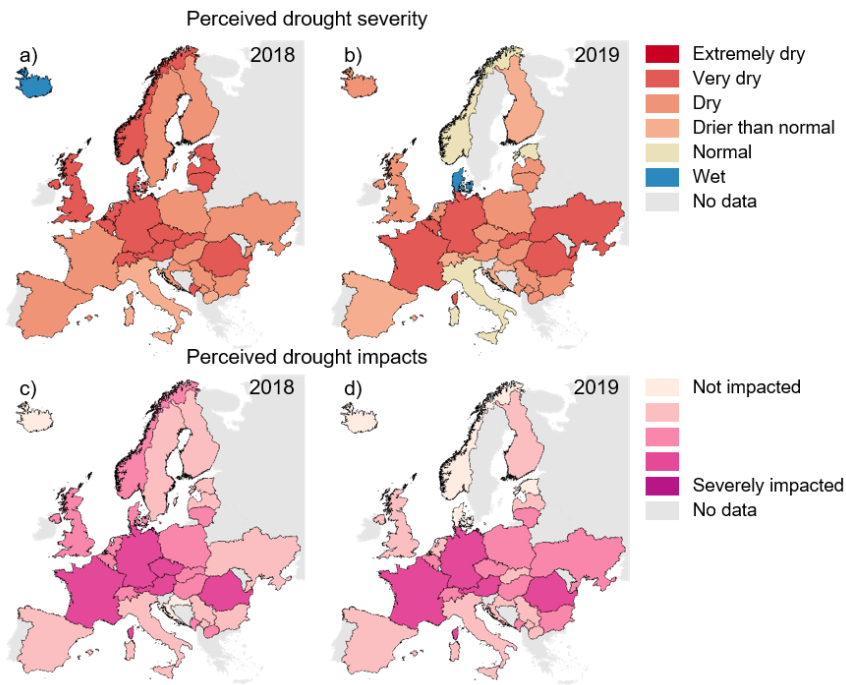 Perceived drought severity
a)
2018
b)
2019
Extremely dry
Very dry
Dry
Drier than normal
Normal
Wet
No data
Perceived drought impacts
c)
2018
d)
2019
Not impacted
Severely impacted
No data